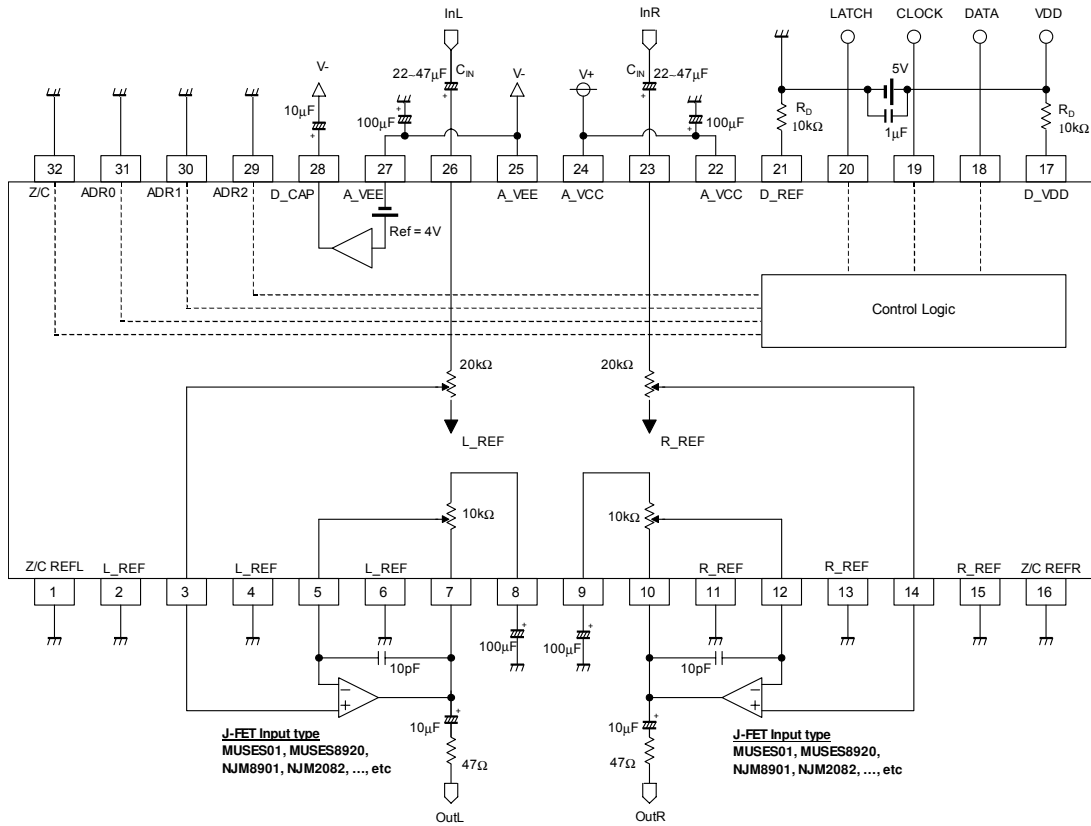 InL InR LATCH CLOCK DATA VDD
V- 22~47µF CIN V- V+ CIN 22~47µF 5V
10µF 100µF 100µF RD 10kΩ 1µF RD 10kΩ
32 31 30 29 28 27 26 25 24 23 22 21 20 19 18 17
Z/C ADR0 ADR1 ADR2 D_CAP A_VEE A_VEE A_VCC A_VCC D_REF D_VDD
Ref = 4V
Control Logic
20kΩ 20kΩ
L_REF R_REF
10kΩ 10kΩ
Z/C REFL L_REF L_REF L_REF R_REF R_REF R_REF Z/C REFR
1 2 3 4 5 6 7 8 9 10 11 12 13 14 15 16
100µF 100µF
10pF 10pF
− + − +
10µF 10µF
J-FET Input type J-FET Input type
MUSES01, MUSES8920, MUSES01, MUSES8920,
NJM8901, NJM2082, ..., etc NJM8901, NJM2082, ..., etc
47Ω 47Ω
OutL OutR